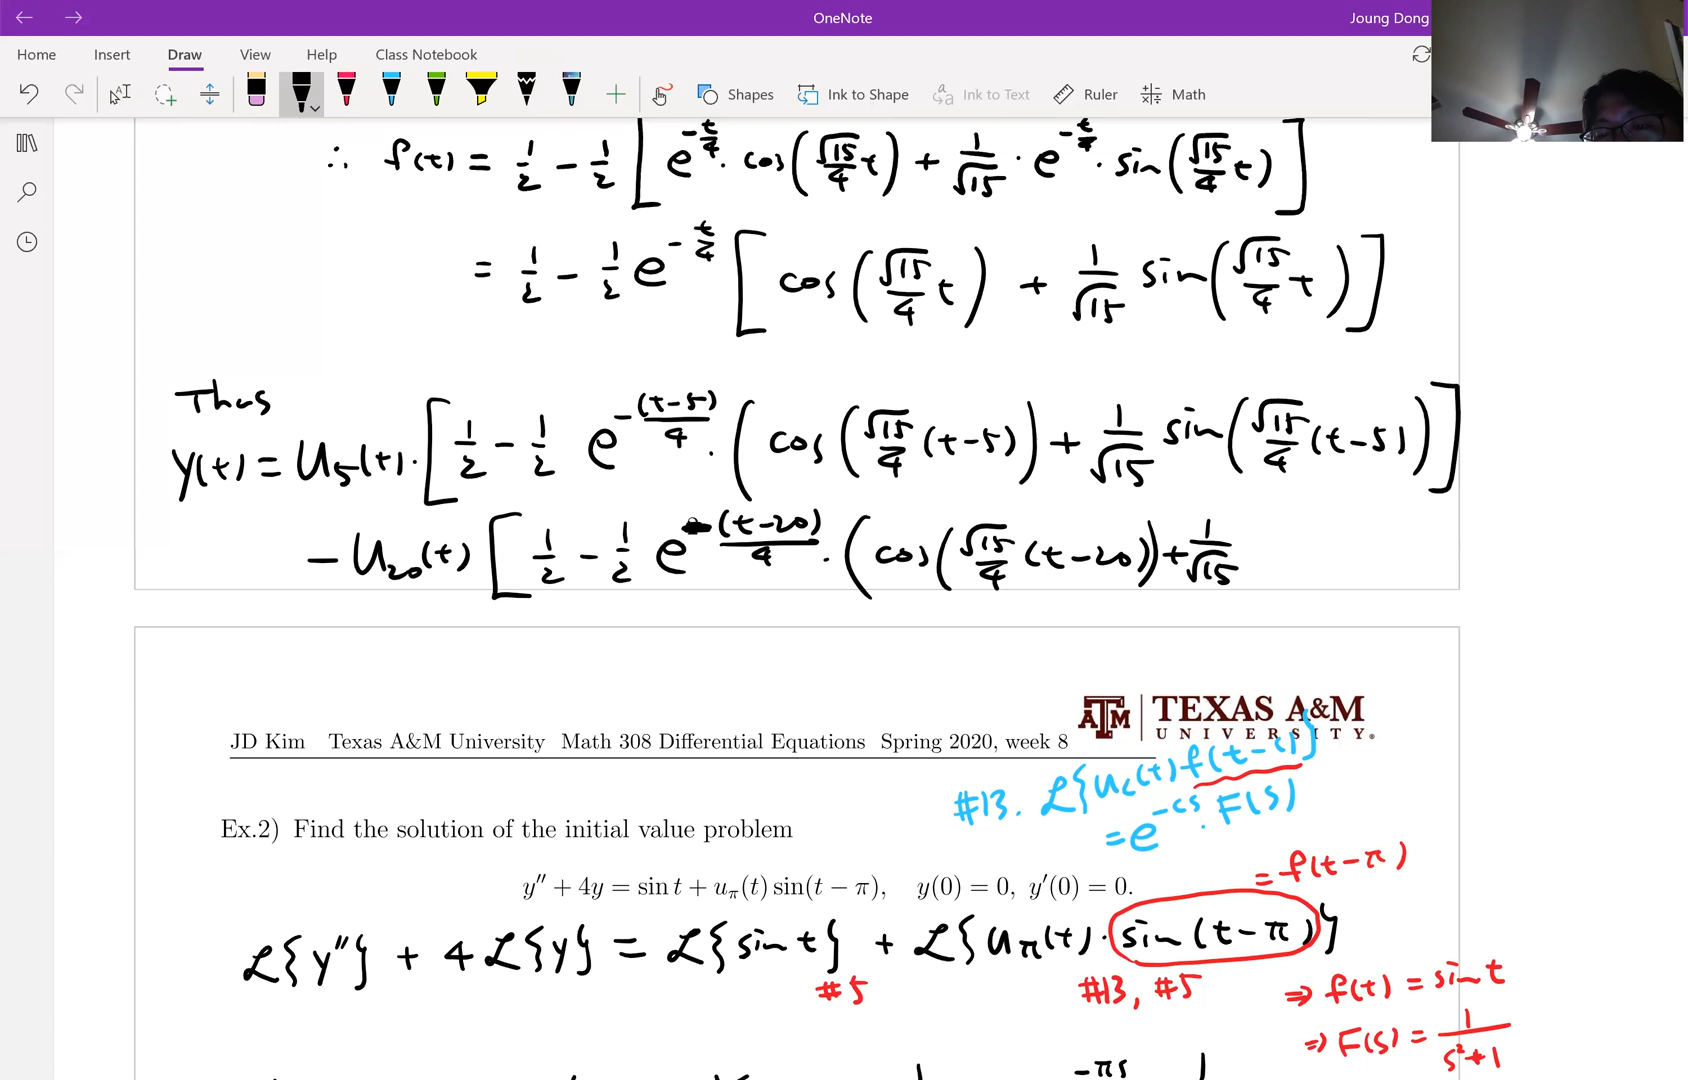 OneNote
Joung Dong
Home Insert Draw View Help Class Notebook
Shapes Ink to Shape Ink to Text Ruler Math
∴ f(t) = 1/2 - 1/2 [e^{-t/4} · cos(√15/4 t) + 1/√15 · e^{-t/4} · sin(√15/4 t)]
= 1/2 - 1/2 e^{-t/4} [cos(√15/4 t) + 1/√15 sin(√15/4 t)]
Thus
y(t) = u₅(t) · [1/2 - 1/2 e^{-(t-5)/4} · (cos(√15/4 (t-5)) + 1/√15 sin(√15/4 (t-5))]
- u₂₀(t) [1/2 - 1/2 e^{-(t-20)/4} · (cos(√15/4 (t-20)) + 1/√15
TEXAS A&M
UNIVERSITY.
JD Kim Texas A&M University Math 308 Differential Equations Spring 2020, week 8
#13. ℒ{u_c(t) f(t-c)}
= e^{-cs} · F(s)
Ex.2) Find the solution of the initial value problem
= f(t-π)
y″ + 4y = sin t + u_π(t) sin(t − π), y(0) = 0, y′(0) = 0.
ℒ{y″} + 4ℒ{y} = ℒ{sin t} + ℒ{u_π(t) · sin(t-π)}
#5 #13, #5 ⇒ f(t) = sin t
⇒ F(s) = 1/(s²+1)
-πs